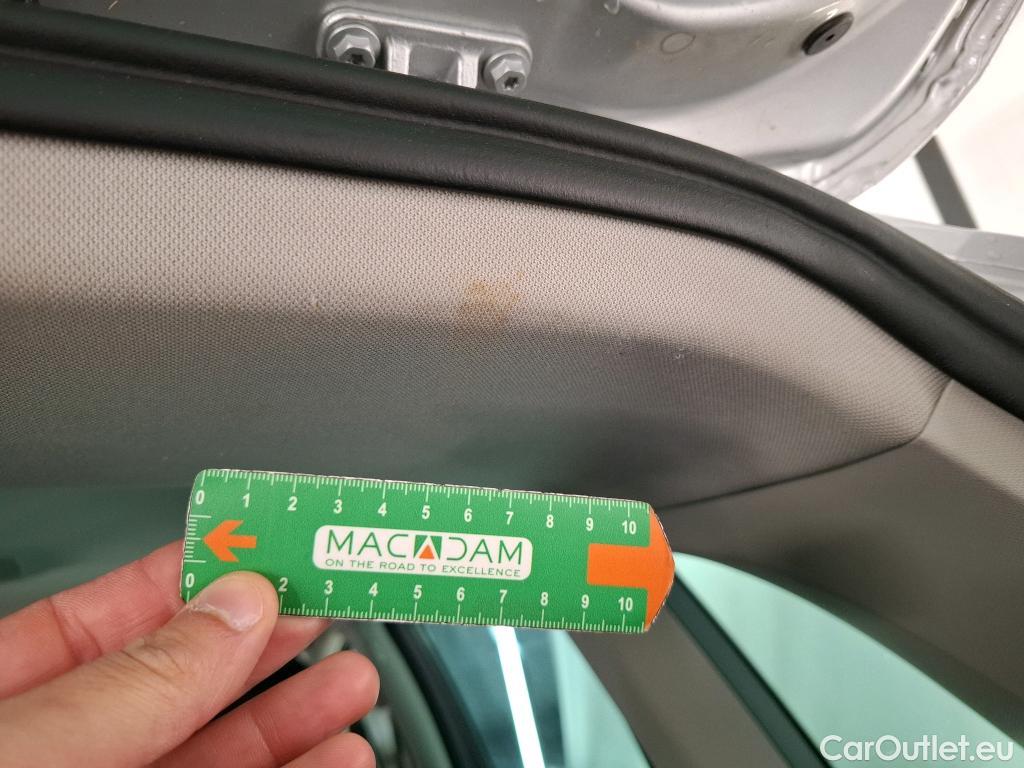 0 1 2 3 4 5 6 7 8 9 10
MACADAM
ON THE ROAD TO EXCELLENCE
0 2 3 4 5 6 7 8 9 10
CarOutlet.eu